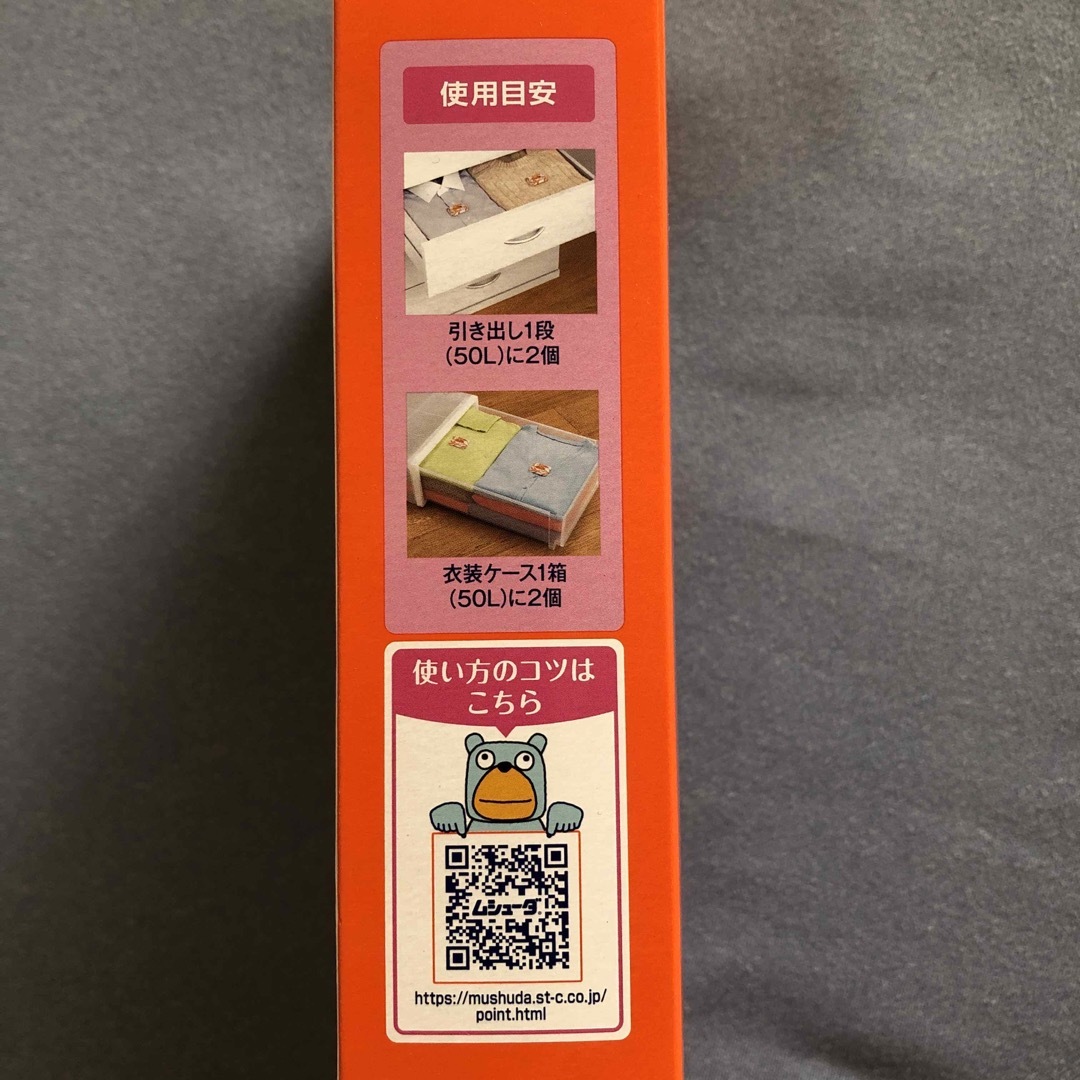 使用目安
引き出し1段
(50L)に2個
衣装ケース1箱
(50L)に2個
使い方のコツは
こちら
ムシューダ
https://mushuda.st-c.co.jp/
point.html